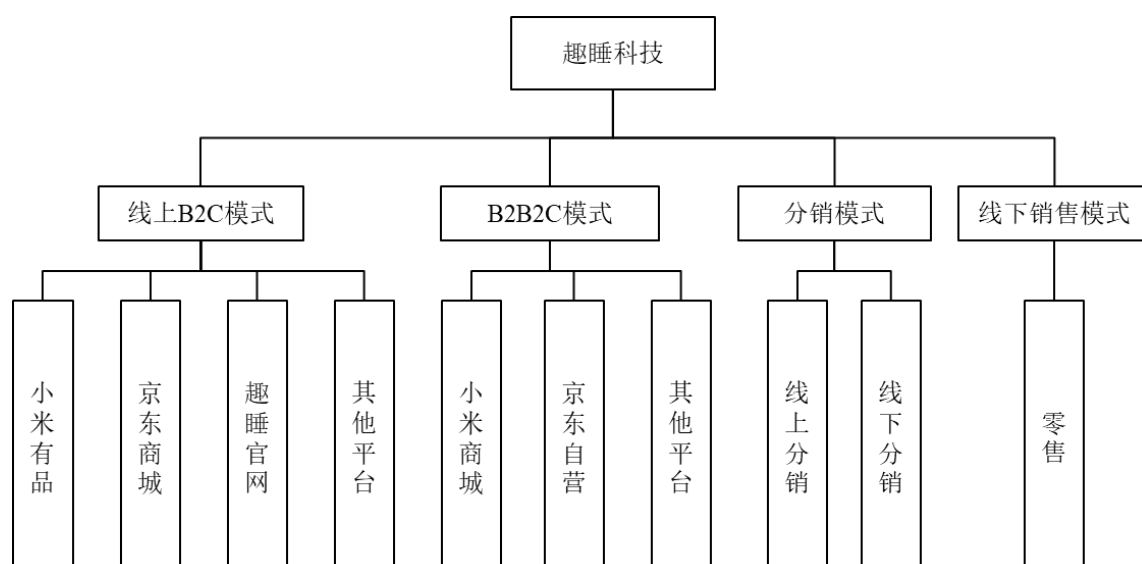 趣睡科技
线上B2C模式
B2B2C模式
分销模式
线下销售模式
小米有品
京东商城
趣睡官网
其他平台
小米商城
京东自营
其他平台
线上分销
线下分销
零售